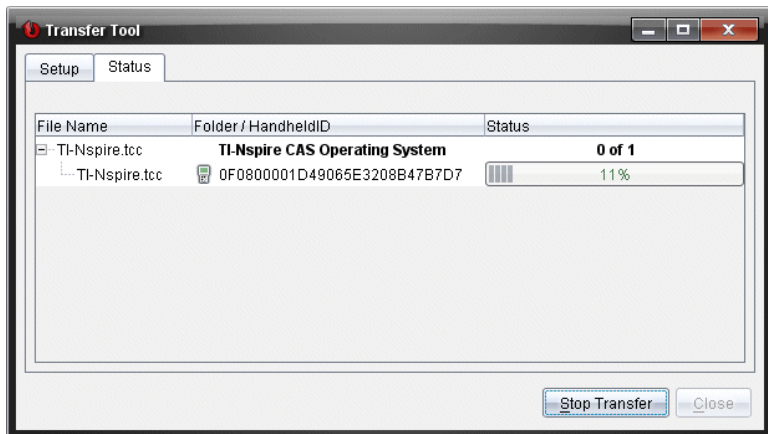 Transfer Tool
Setup Status
File Name Folder / HandheldID Status
TI-Nspire.tcc TI-Nspire CAS Operating System 0 of 1
TI-Nspire.tcc 0F0800001D49065E3208B47B7D7 11%
Stop Transfer Close